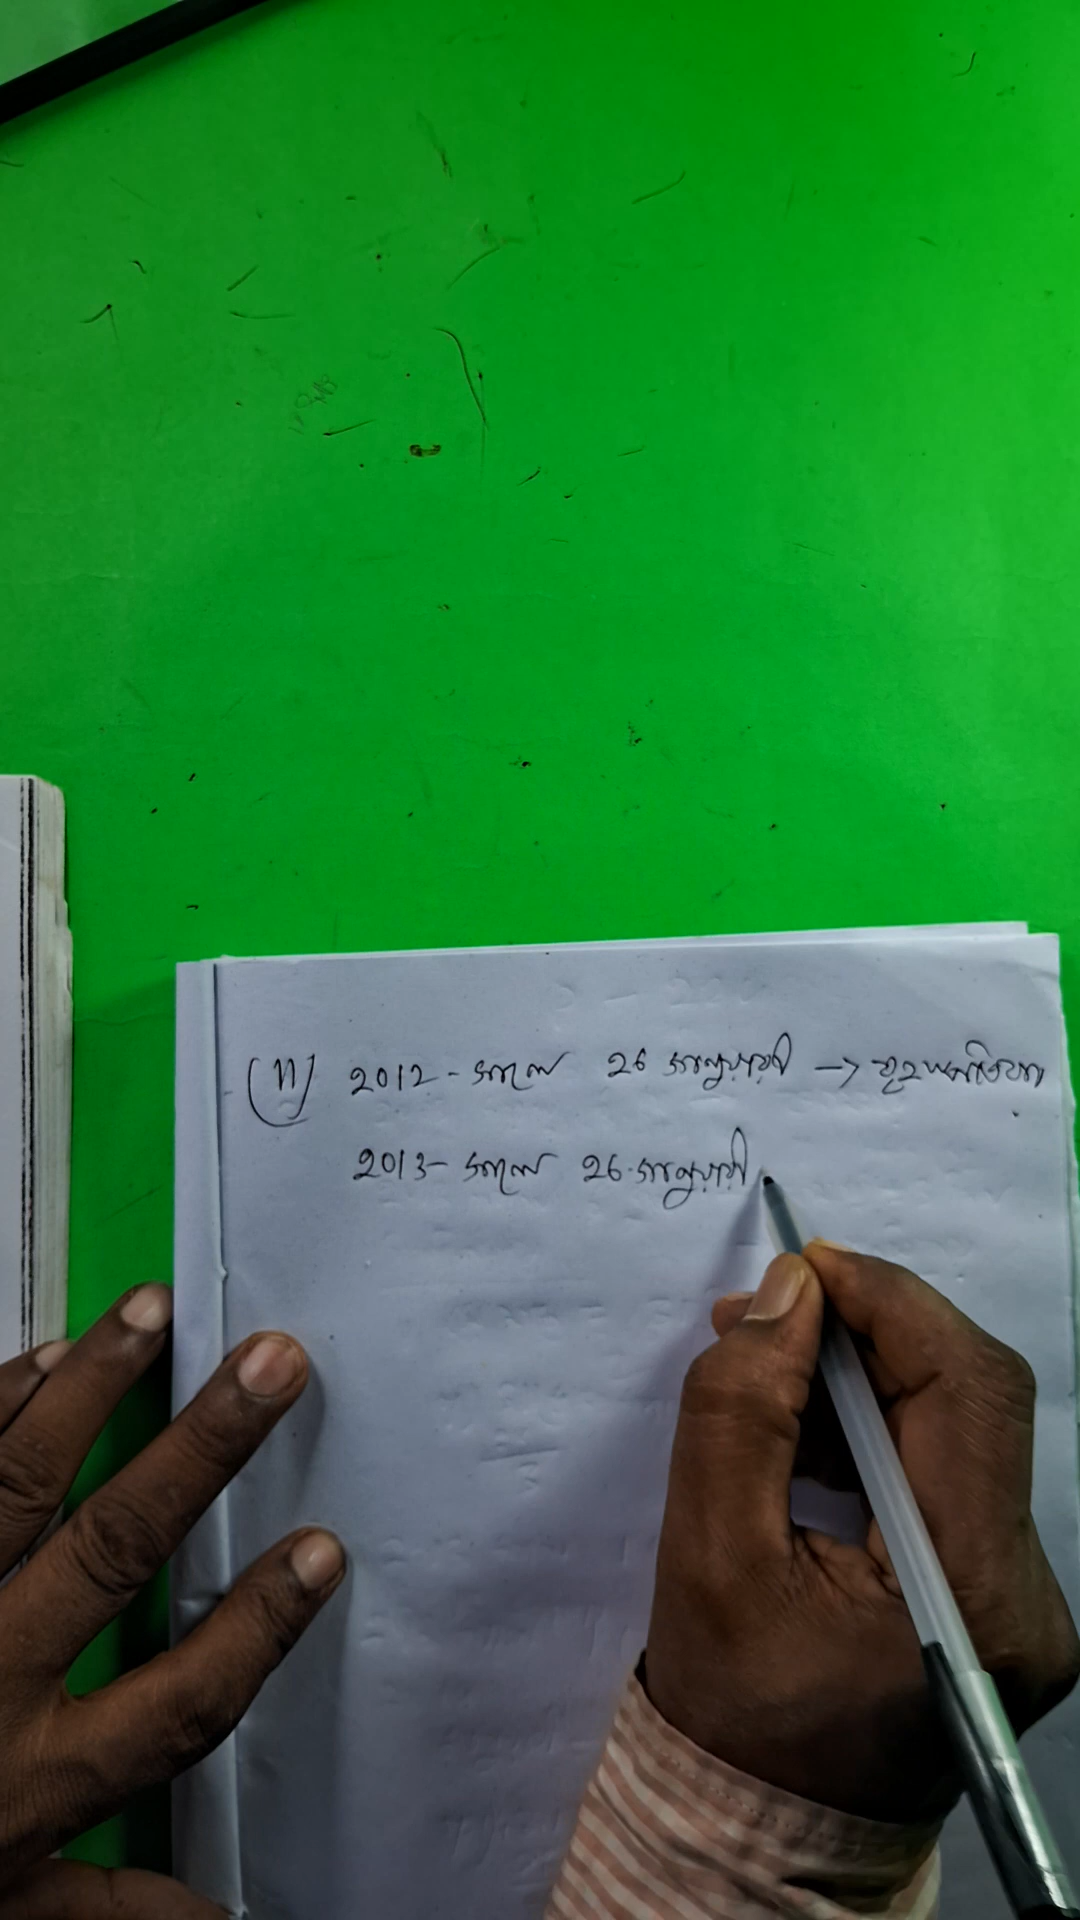 (11) 2012 - সালে 26 জানুয়ারী → বৃহস্পতিবার
2013 - সালে 26 জানুয়ারী